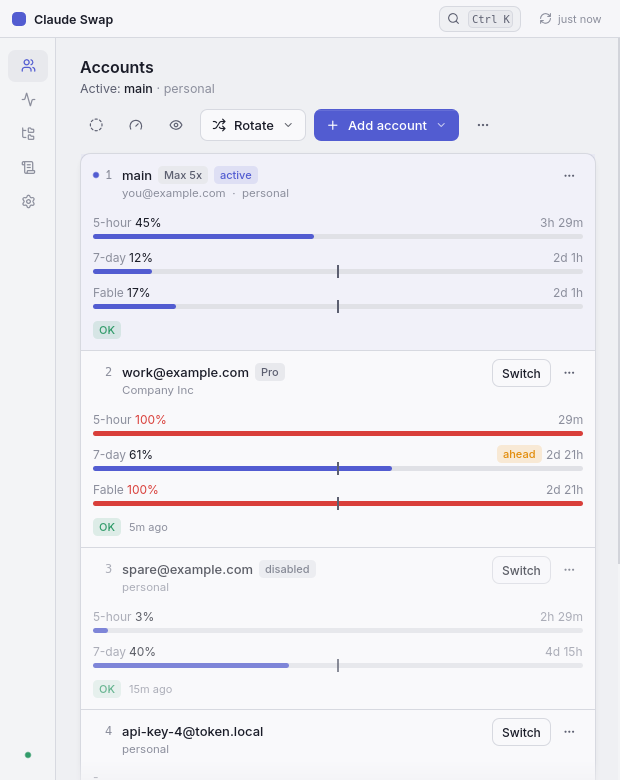 Claude Swap
Ctrl K
just now
Accounts
Active: main · personal
Rotate
Add account
1 main Max 5x active
you@example.com · personal
5-hour 45% 3h 29m
7-day 12% 2d 1h
Fable 17% 2d 1h
OK
2 work@example.com Pro Switch
Company Inc
5-hour 100% 29m
7-day 61% ahead 2d 21h
Fable 100% 2d 21h
OK 5m ago
3 spare@example.com disabled Switch
personal
5-hour 3% 2h 29m
7-day 40% 4d 15h
OK 15m ago
4 api-key-4@token.local Switch
personal